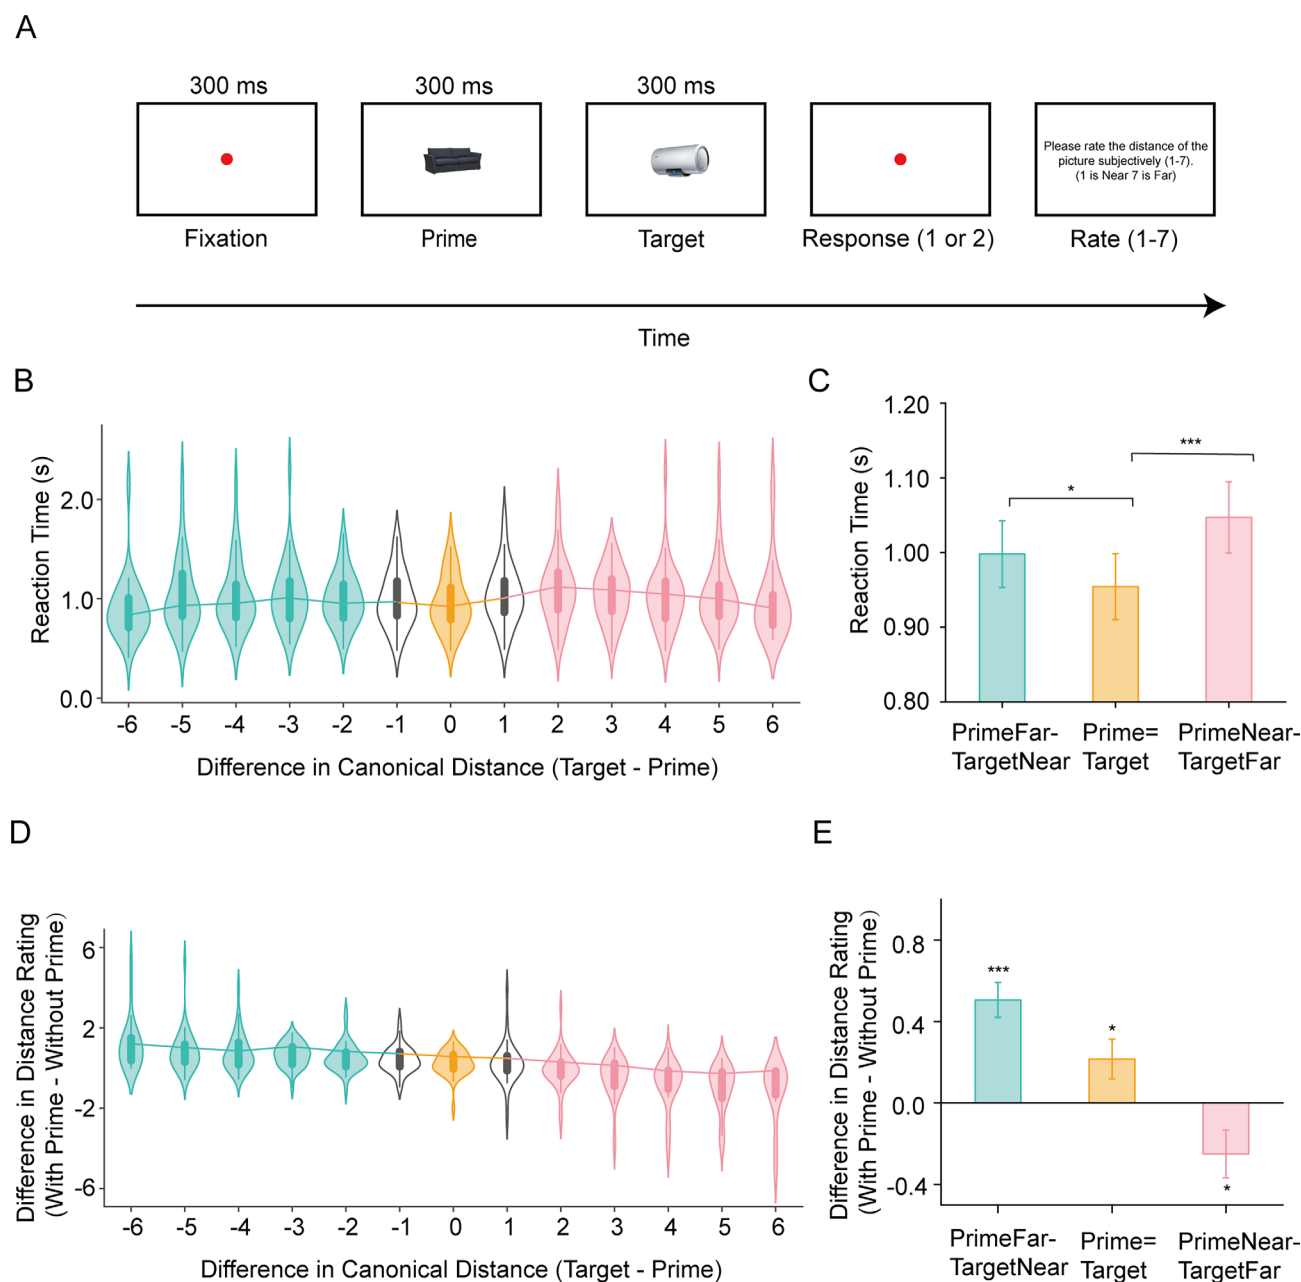 A
300 ms
300 ms
300 ms
Please rate the distance of the
picture subjectively (1-7).
(1 is Near 7 is Far)
Fixation
Prime
Target
Response (1 or 2)
Rate (1-7)
Time
B
Reaction Time (s)
2.0
1.0
0.0
-6 -5 -4 -3 -2 -1 0 1 2 3 4 5 6
Difference in Canonical Distance (Target - Prime)
C
Reaction Time (s)
1.20
1.10
1.00
0.90
0.80
*
***
PrimeFar-
TargetNear
Prime=
Target
PrimeNear-
TargetFar
D
Difference in Distance Rating
(With Prime - Without Prime)
6
2
-2
-6
-6 -5 -4 -3 -2 -1 0 1 2 3 4 5 6
Difference in Canonical Distance (Target - Prime)
E
Difference in Distance Rating
(With Prime - Without Prime)
0.8
0.4
0.0
-0.4
***
*
*
PrimeFar-
TargetNear
Prime=
Target
PrimeNear-
TargetFar